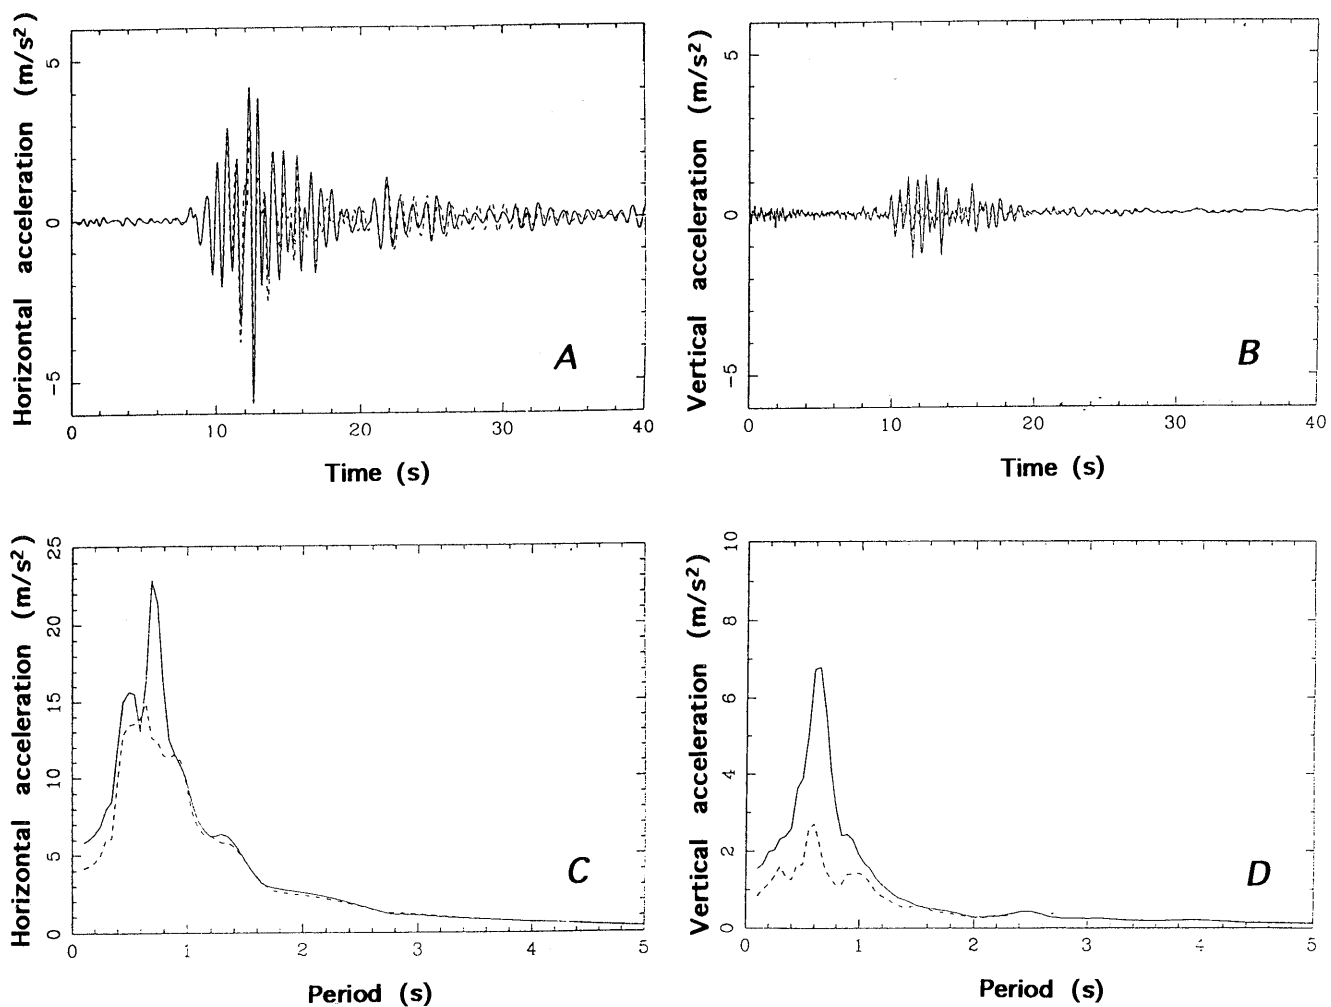 Horizontal acceleration (m/s²)
5
0
-5
A
0 10 20 30 40
Time (s)
Vertical acceleration (m/s²)
5
0
-5
B
0 10 20 30 40
Time (s)
Horizontal acceleration (m/s²)
25
20
15
10
5
0
C
0 1 2 3 4 5
Period (s)
Vertical acceleration (m/s²)
10
8
6
4
2
0
D
0 1 2 3 4 5
Period (s)